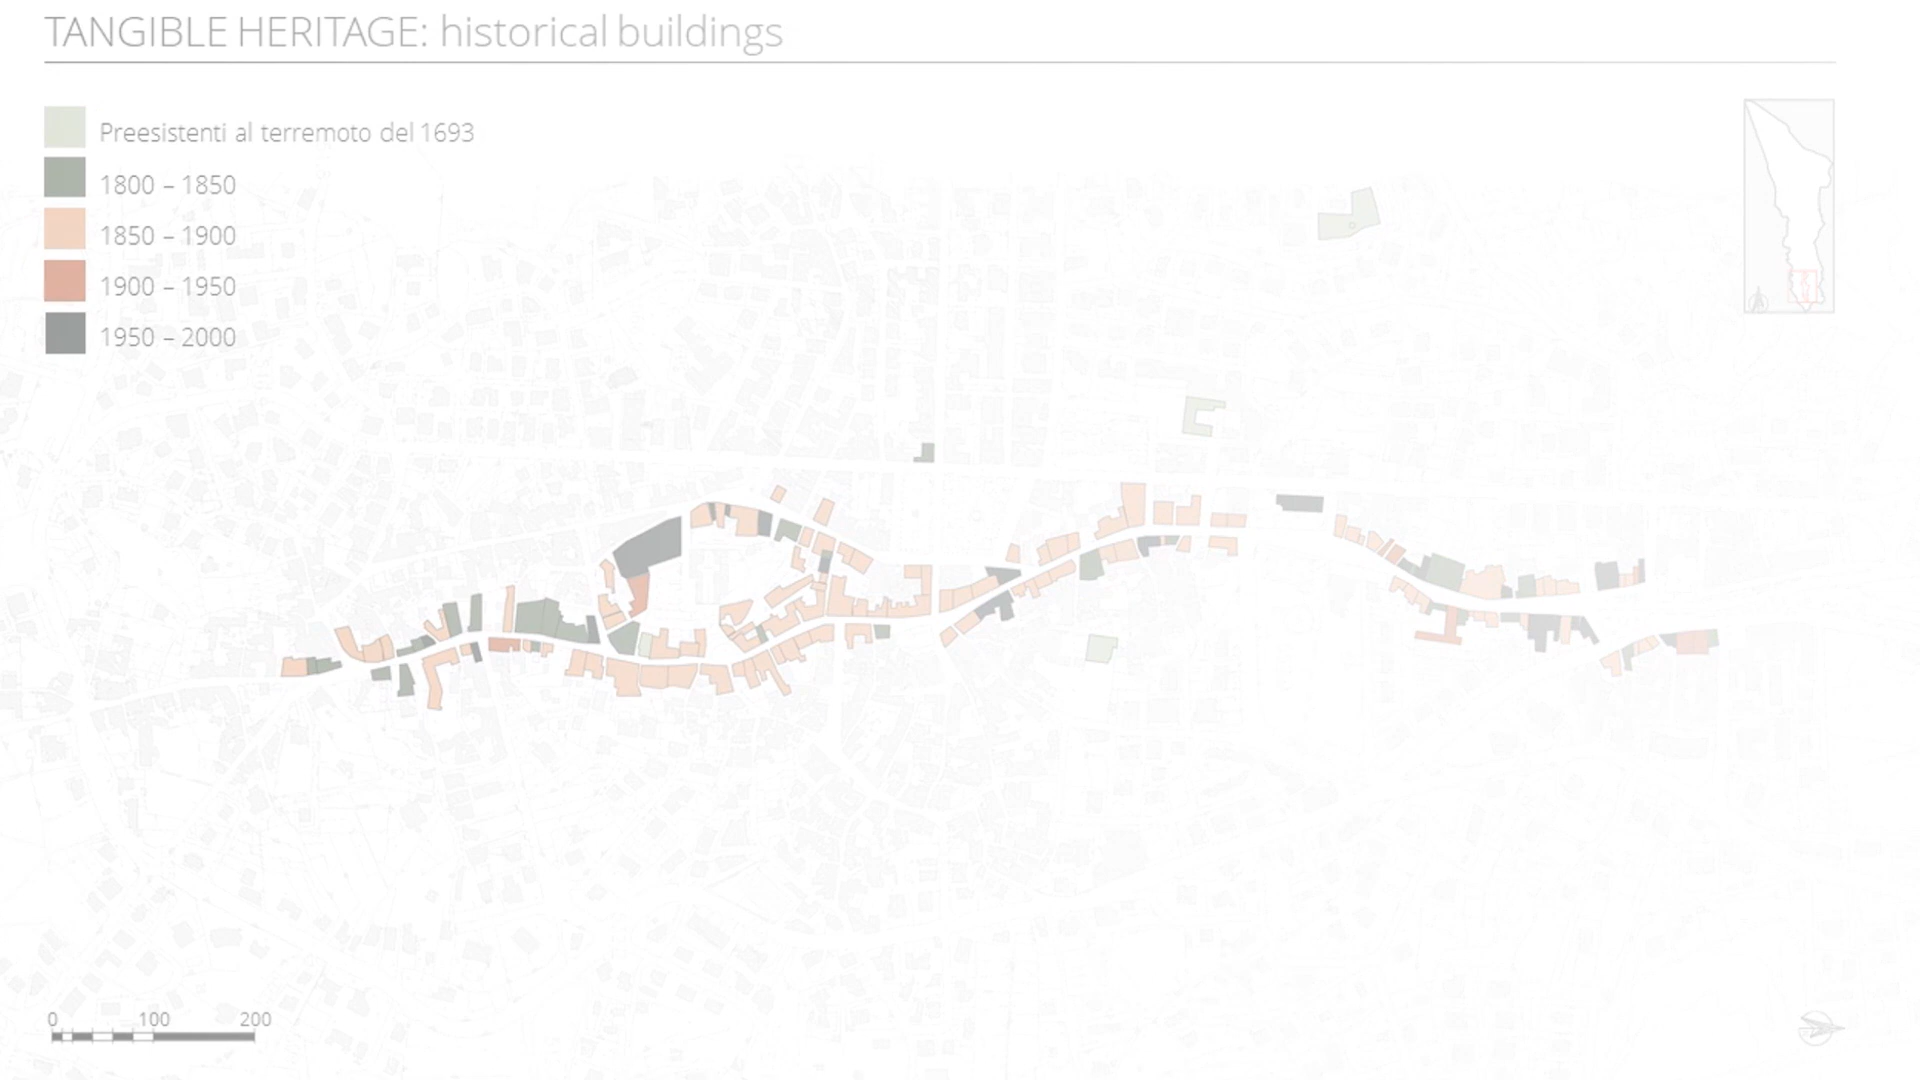 TANGIBLE HERITAGE: historical buildings
Preesistenti al terremoto del 1693
1800 – 1850
1850 – 1900
1900 – 1950
1950 – 2000
0 100 200